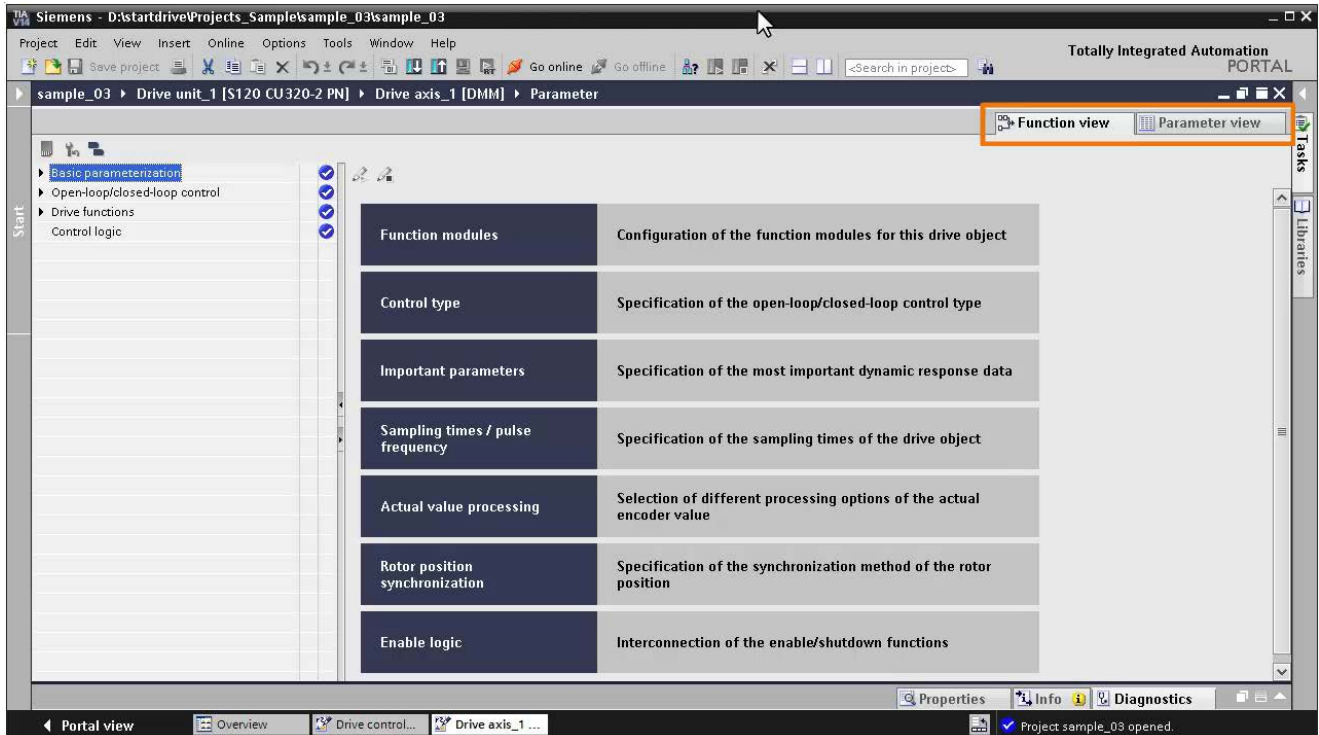 Siemens - D:\startdrive\Projects_Sample\sample_03\sample_03
Project Edit View Insert Online Options Tools Window Help
Totally Integrated Automation
PORTAL
Save project Go online Go offline <Search in project>
sample_03 Drive unit_1 [S120 CU320-2 PN] Drive axis_1 [DMM] Parameter
Function view Parameter view
Tasks
Libraries
Start
Basic parameterization
Open-loop/closed-loop control
Drive functions
Control logic
Function modules Configuration of the function modules for this drive object
Control type Specification of the open-loop/closed-loop control type
Important parameters Specification of the most important dynamic response data
Sampling times / pulse
frequency
Specification of the sampling times of the drive object
Actual value processing
Selection of different processing options of the actual
encoder value
Rotor position
synchronization
Specification of the synchronization method of the rotor
position
Enable logic Interconnection of the enable/shutdown functions
Properties Info Diagnostics
Portal view Overview Drive control... Drive axis_1 ... Project sample_03 opened.